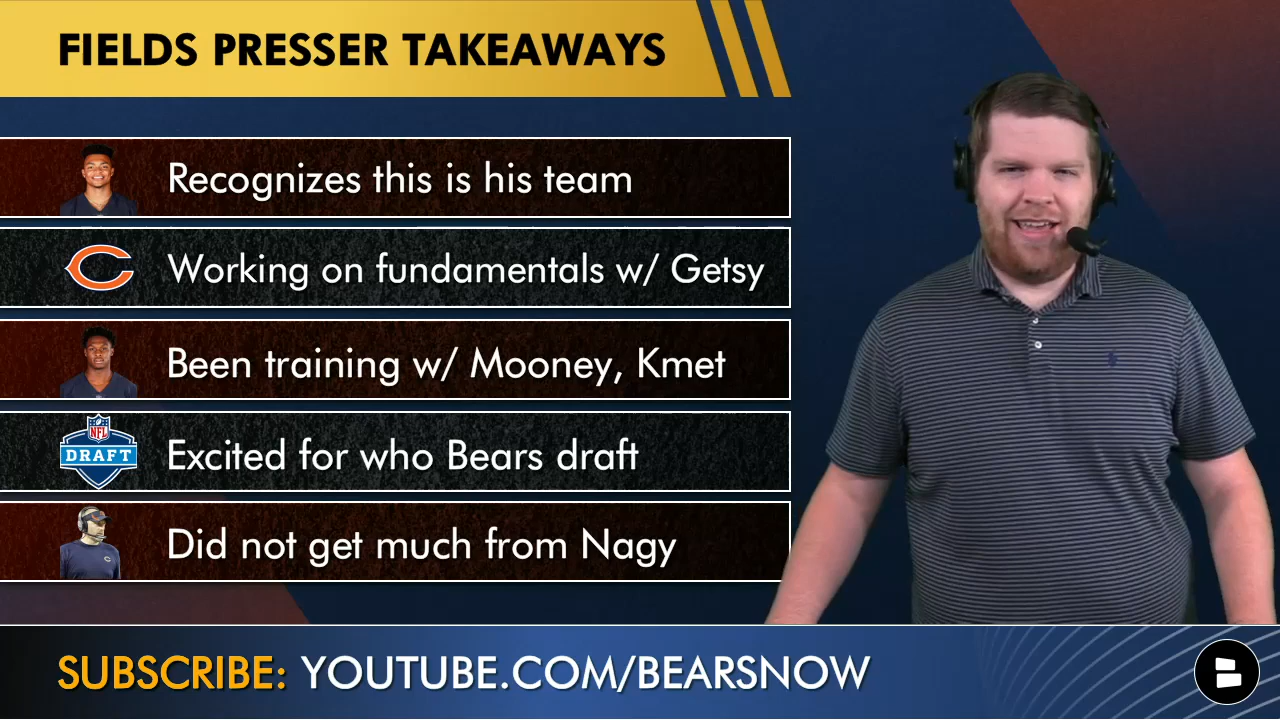 FIELDS PRESSER TAKEAWAYS
Recognizes this is his team
Working on fundamentals w/ Getsy
Been training w/ Mooney, Kmet
NFL
DRAFT
Excited for who Bears draft
Did not get much from Nagy
SUBSCRIBE: YOUTUBE.COM/BEARSNOW